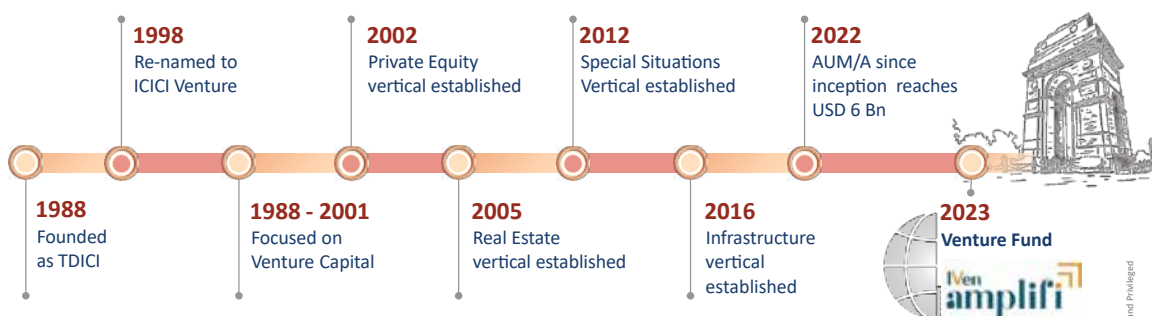 1998
Re-named to
ICICI Venture
2002
Private Equity
vertical established
2012
Special Situations
Vertical established
2022
AUM/A since
inception reaches
USD 6 Bn
1988
Founded
as TDICI
1988 - 2001
Focused on
Venture Capital
2005
Real Estate
vertical established
2016
Infrastructure
vertical
established
2023
Venture Fund
IVen
amplifi
and Privileged